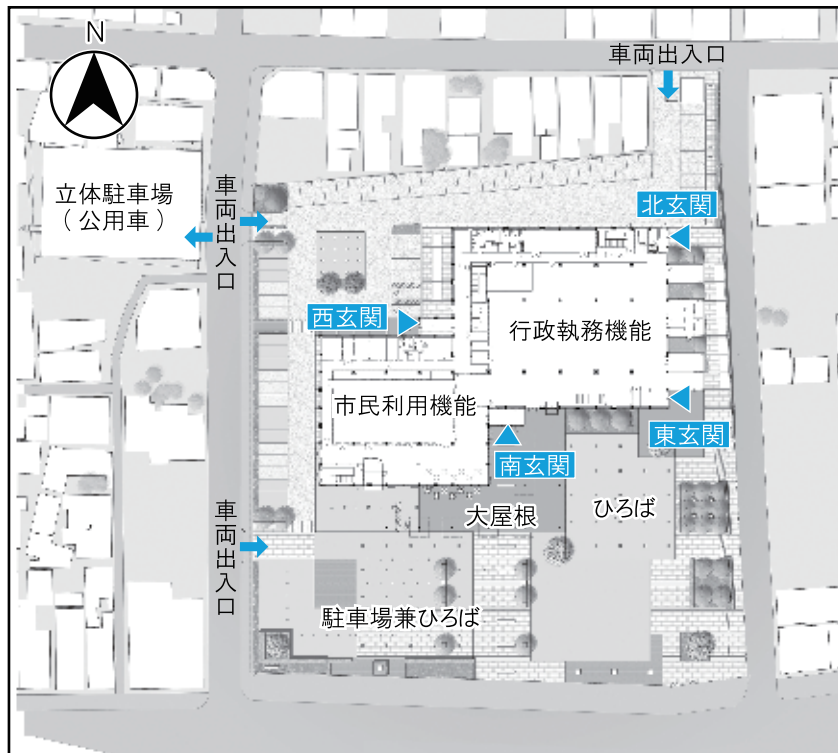 N
車両出入口
立体駐車場
（公用車）
車両出入口
北玄関
西玄関
行政執務機能
市民利用機能
東玄関
南玄関
大屋根
ひろば
車両出入口
駐車場兼ひろば